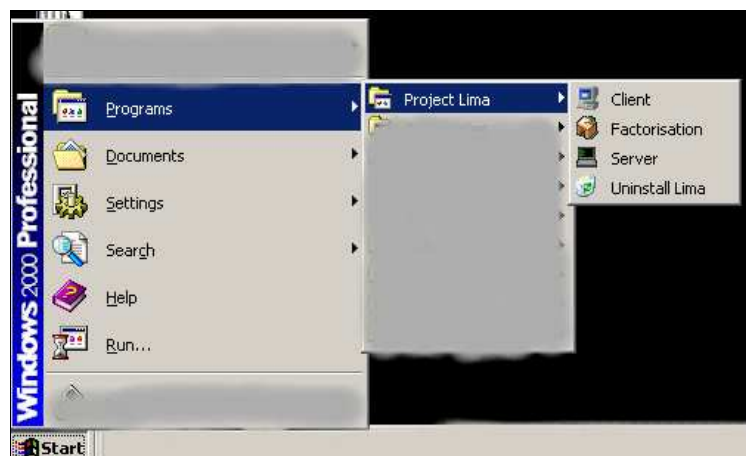 Windows 2000 Professional
Programs
Documents
Settings
Search
Help
Run...
Start
Project Lima
Client
Factorisation
Server
Uninstall Lima